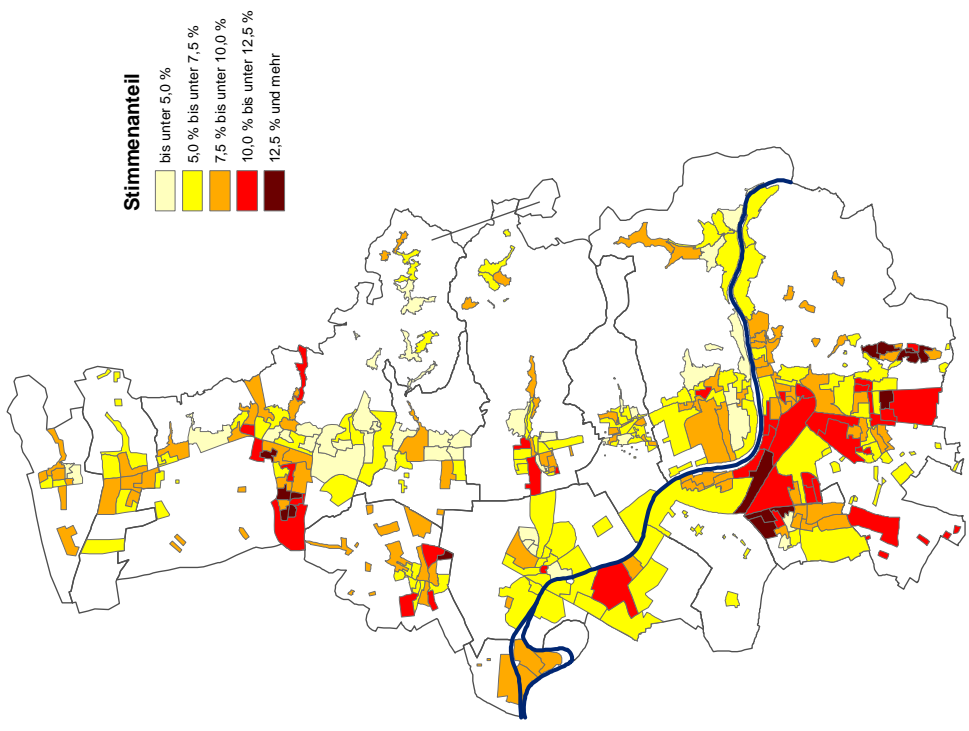 Stimmenanteil
bis unter 5,0 %
5,0 % bis unter 7,5 %
7,5 % bis unter 10,0 %
10,0 % bis unter 12,5 %
12,5 % und mehr